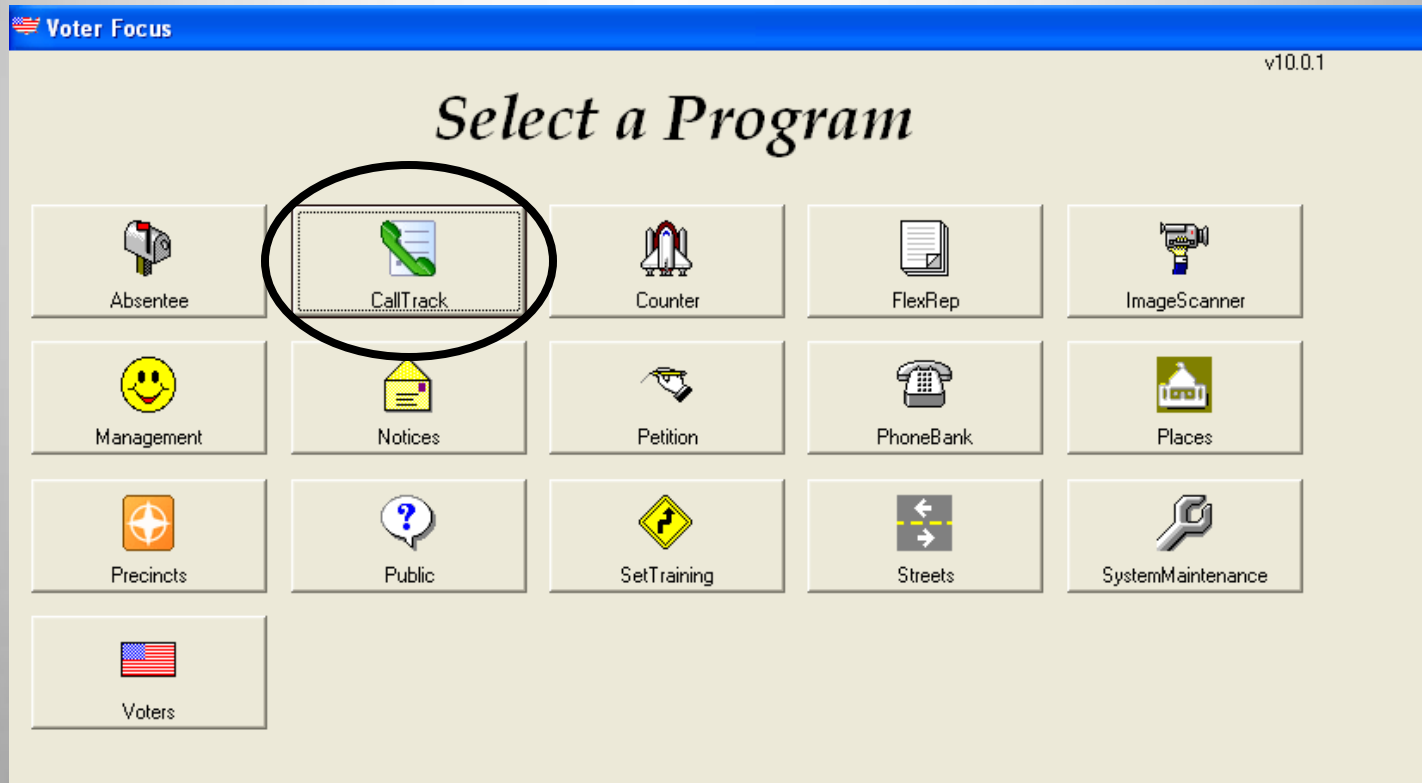 Voter Focus
v10.0.1
Select a Program
Absentee
CallTrack
Counter
FlexRep
ImageScanner
Management
Notices
Petition
PhoneBank
Places
Precincts
?
Public
SetTraining
Streets
SystemMaintenance
Voters